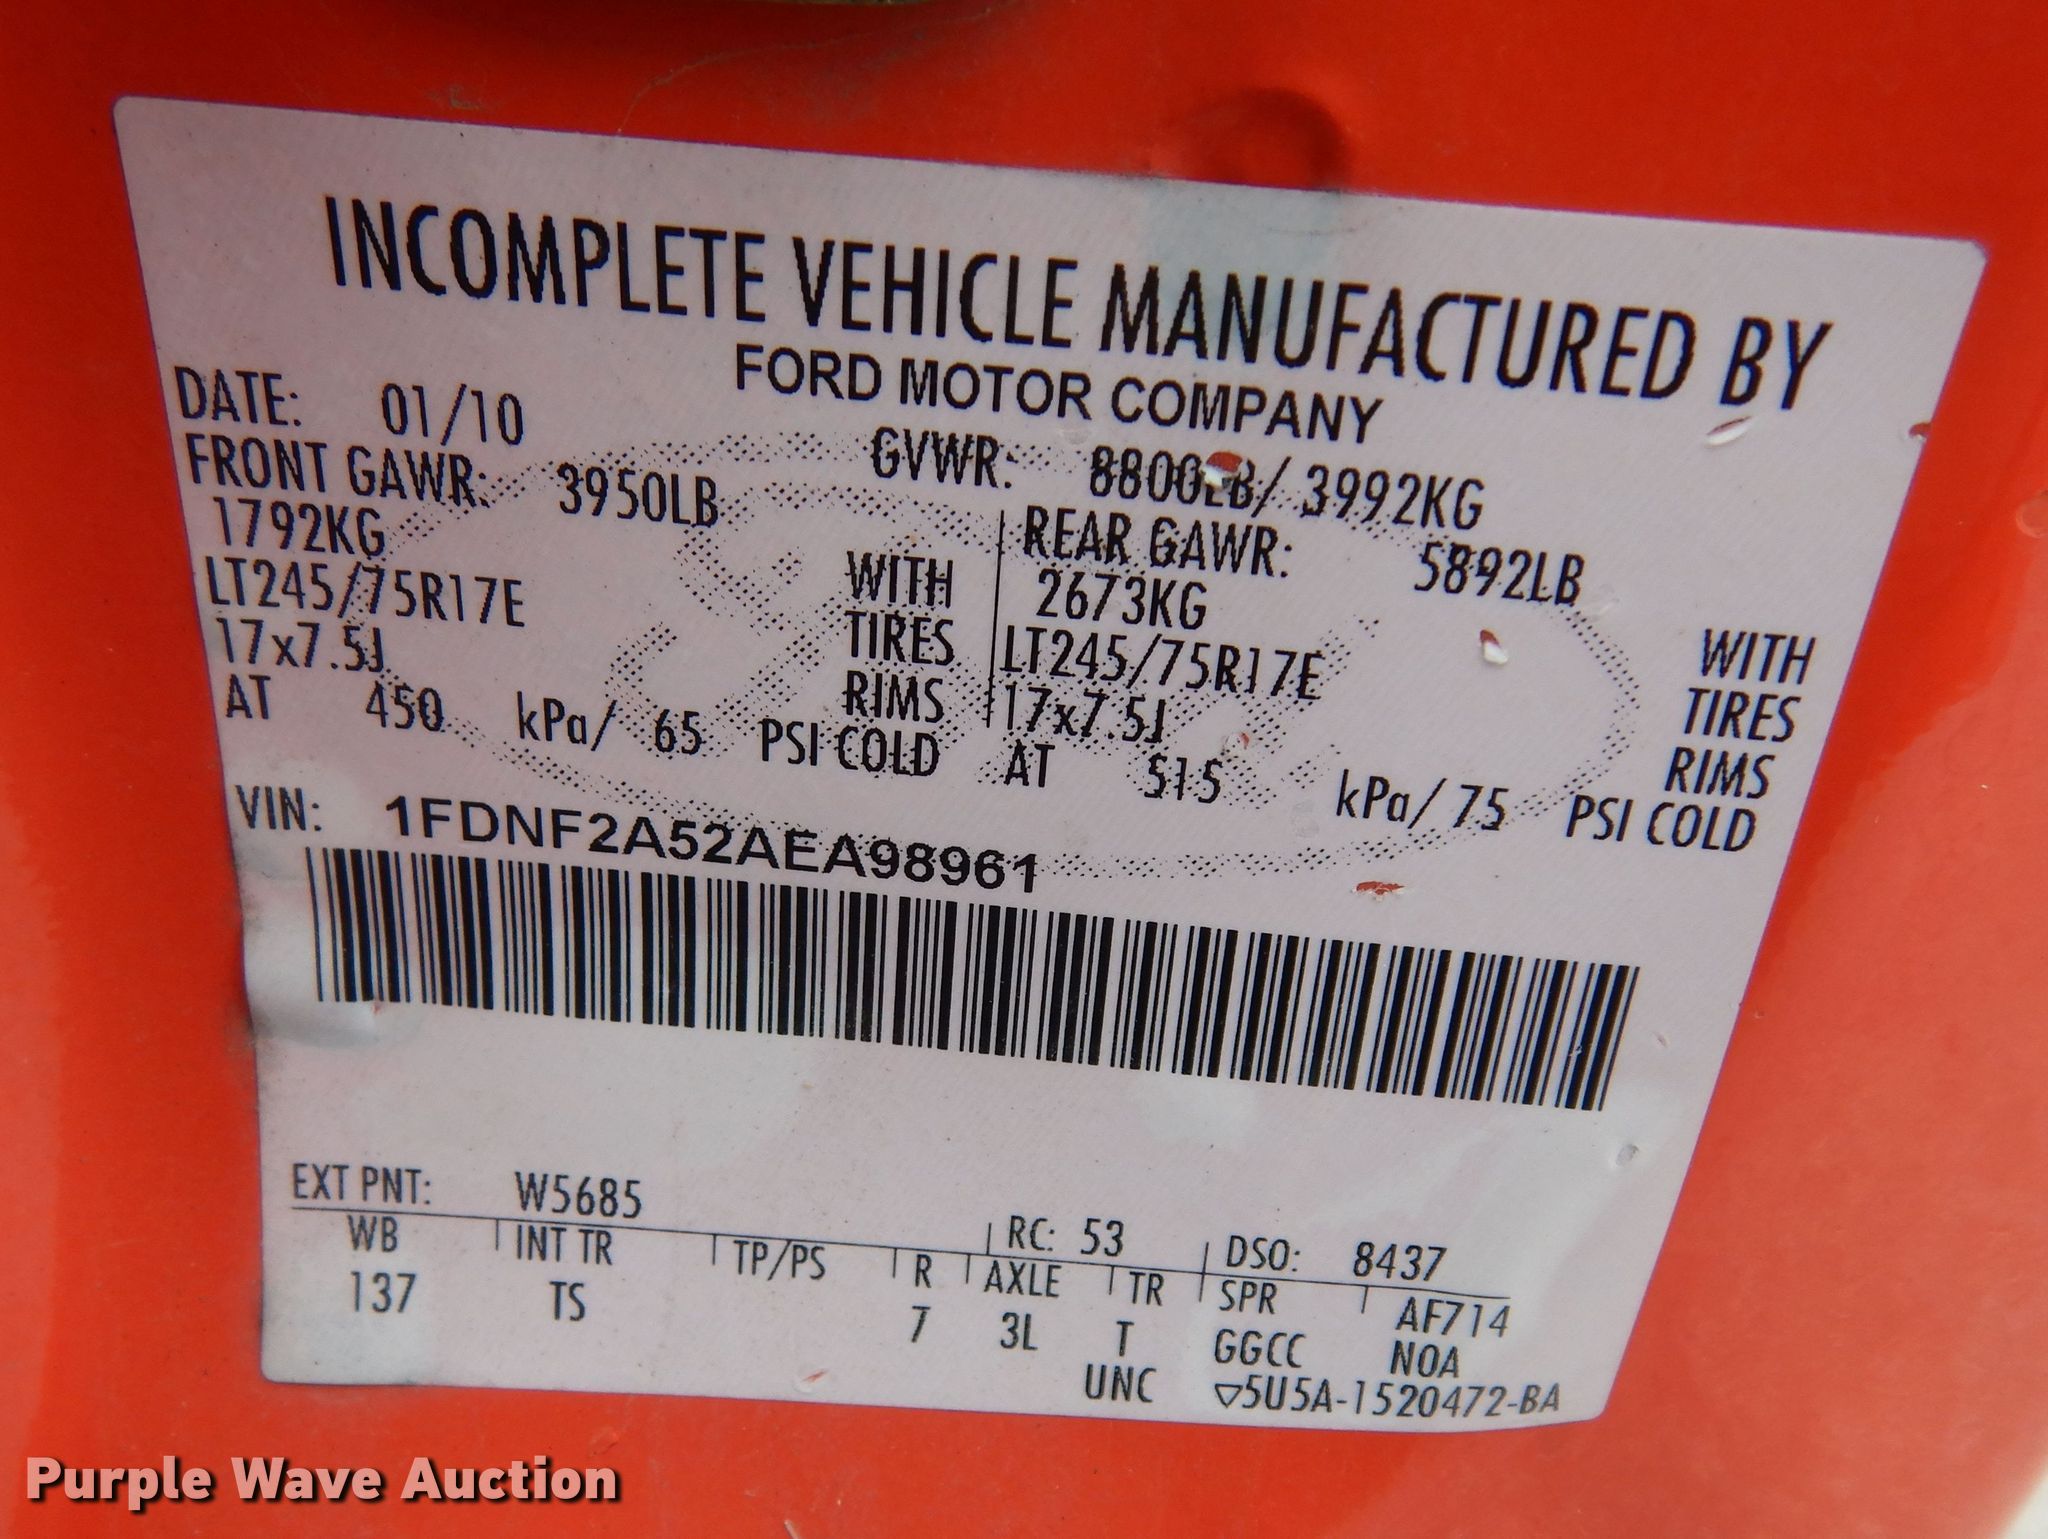 INCOMPLETE VEHICLE MANUFACTURED BY
FORD MOTOR COMPANY
DATE: 01/10 GVWR: 8800LB/ 3992KG
FRONT GAWR: 3950LB REAR GAWR: 5892LB
1792KG WITH 2673KG WITH
LT245/75R17E TIRES LT245/75R17E TIRES
17x7.5J RIMS 17x7.5J RIMS
AT 450 kPa/ 65 PSI COLD AT 515 kPa/ 75 PSI COLD
VIN: 1FDNF2A52AEA98961
EXT PNT: W5685 RC: 53 DSO: 8437
WB INT TR TP/PS R AXLE TR SPR AF714
137 TS 7 3L T GGCC NOA
UNC ▽5U5A-1520472-BA
Purple Wave Auction